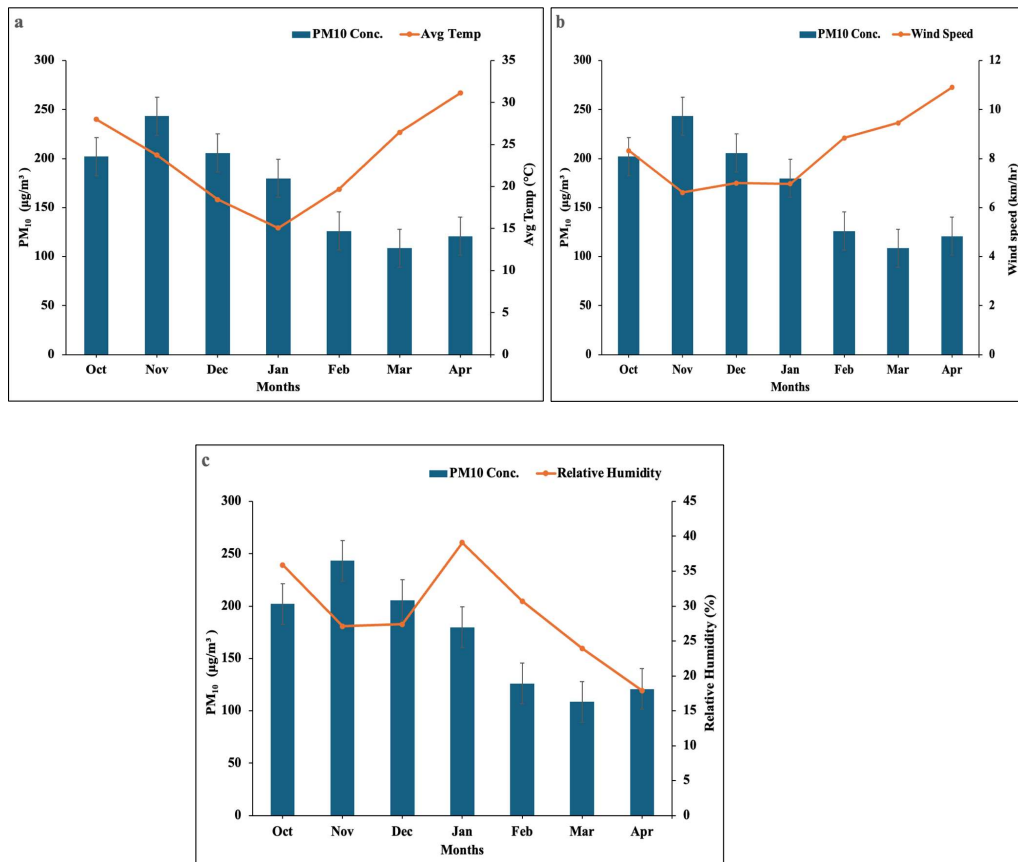 a
PM10 Conc. Avg Temp
300
250
200
150
100
50
0
PM₁₀ (µg/m³ )
35
30
25
20
15
10
5
0
Avg Temp (°C)
Oct Nov Dec Jan Feb Mar Apr
Months
b
PM10 Conc. Wind Speed
300
250
200
150
100
50
0
PM₁₀ (µg/m³ )
12
10
8
6
4
2
0
Wind speed (km/hr)
Oct Nov Dec Jan Feb Mar Apr
Months
c
PM10 Conc. Relative Humidity
300
250
200
150
100
50
0
PM₁₀ (µg/m³ )
45
40
35
30
25
20
15
10
5
0
Relative Humidity (%)
Oct Nov Dec Jan Feb Mar Apr
Months